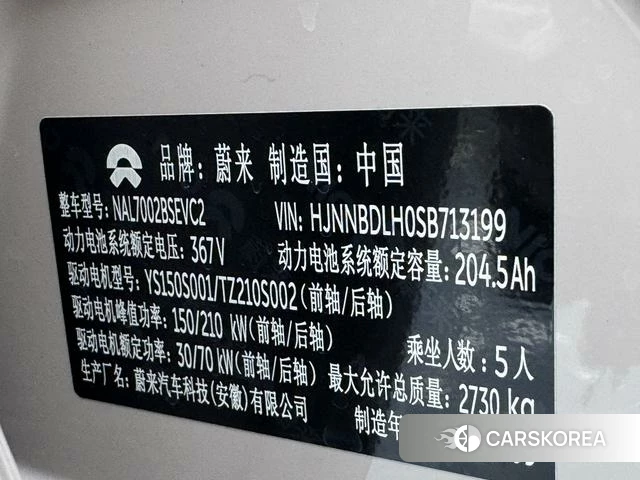 品牌：蔚来 制造国：中国
整车型号：NAL7002BSEVC2 VIN: HJNNBDLH0SB713199
动力电池系统额定电压：367V 动力电池系统额定容量：204.5Ah
驱动电机型号：YS150S001/TZ210S002 (前轴/后轴)
驱动电机峰值功率：150/210 kW(前轴/后轴)
驱动电机额定功率：30/70 kW(前轴/后轴) 乘坐人数：5人
生产厂名：蔚来汽车科技(安徽)有限公司 最大允许总质量：2730 kg
制造年
CARSKOREA